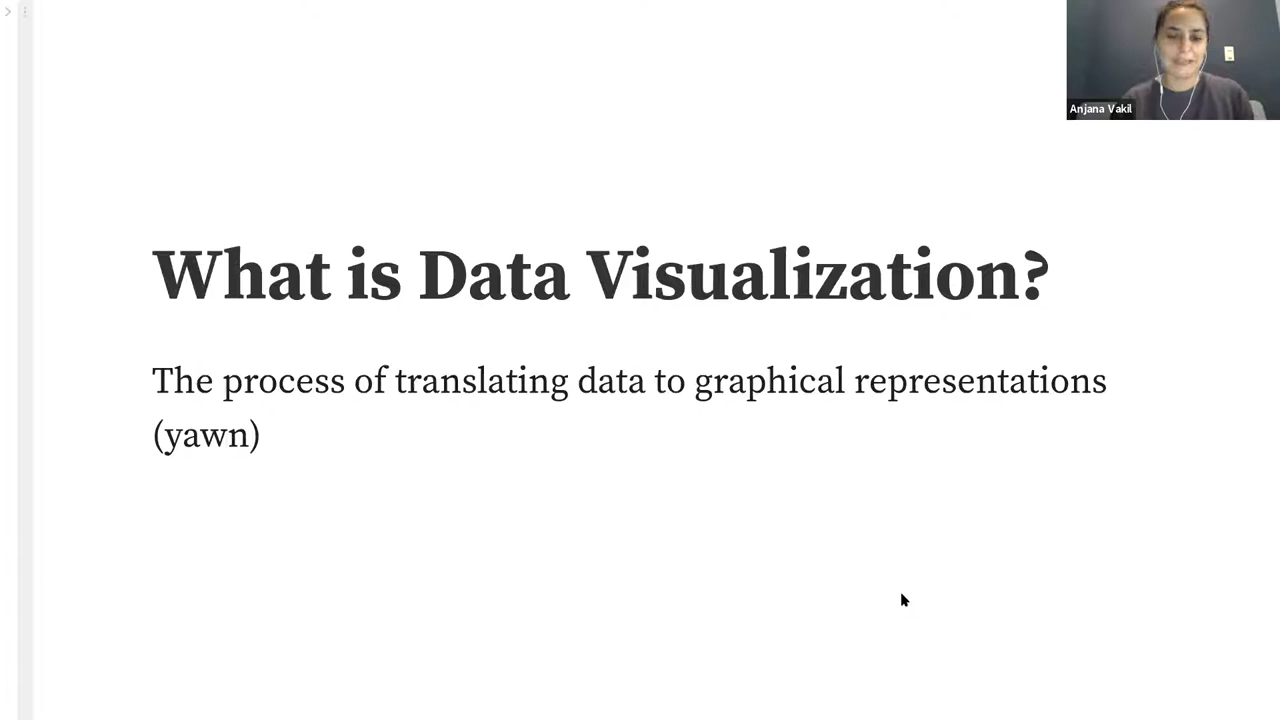 Anjana Vakil
What is Data Visualization?
The process of translating data to graphical representations
(yawn)